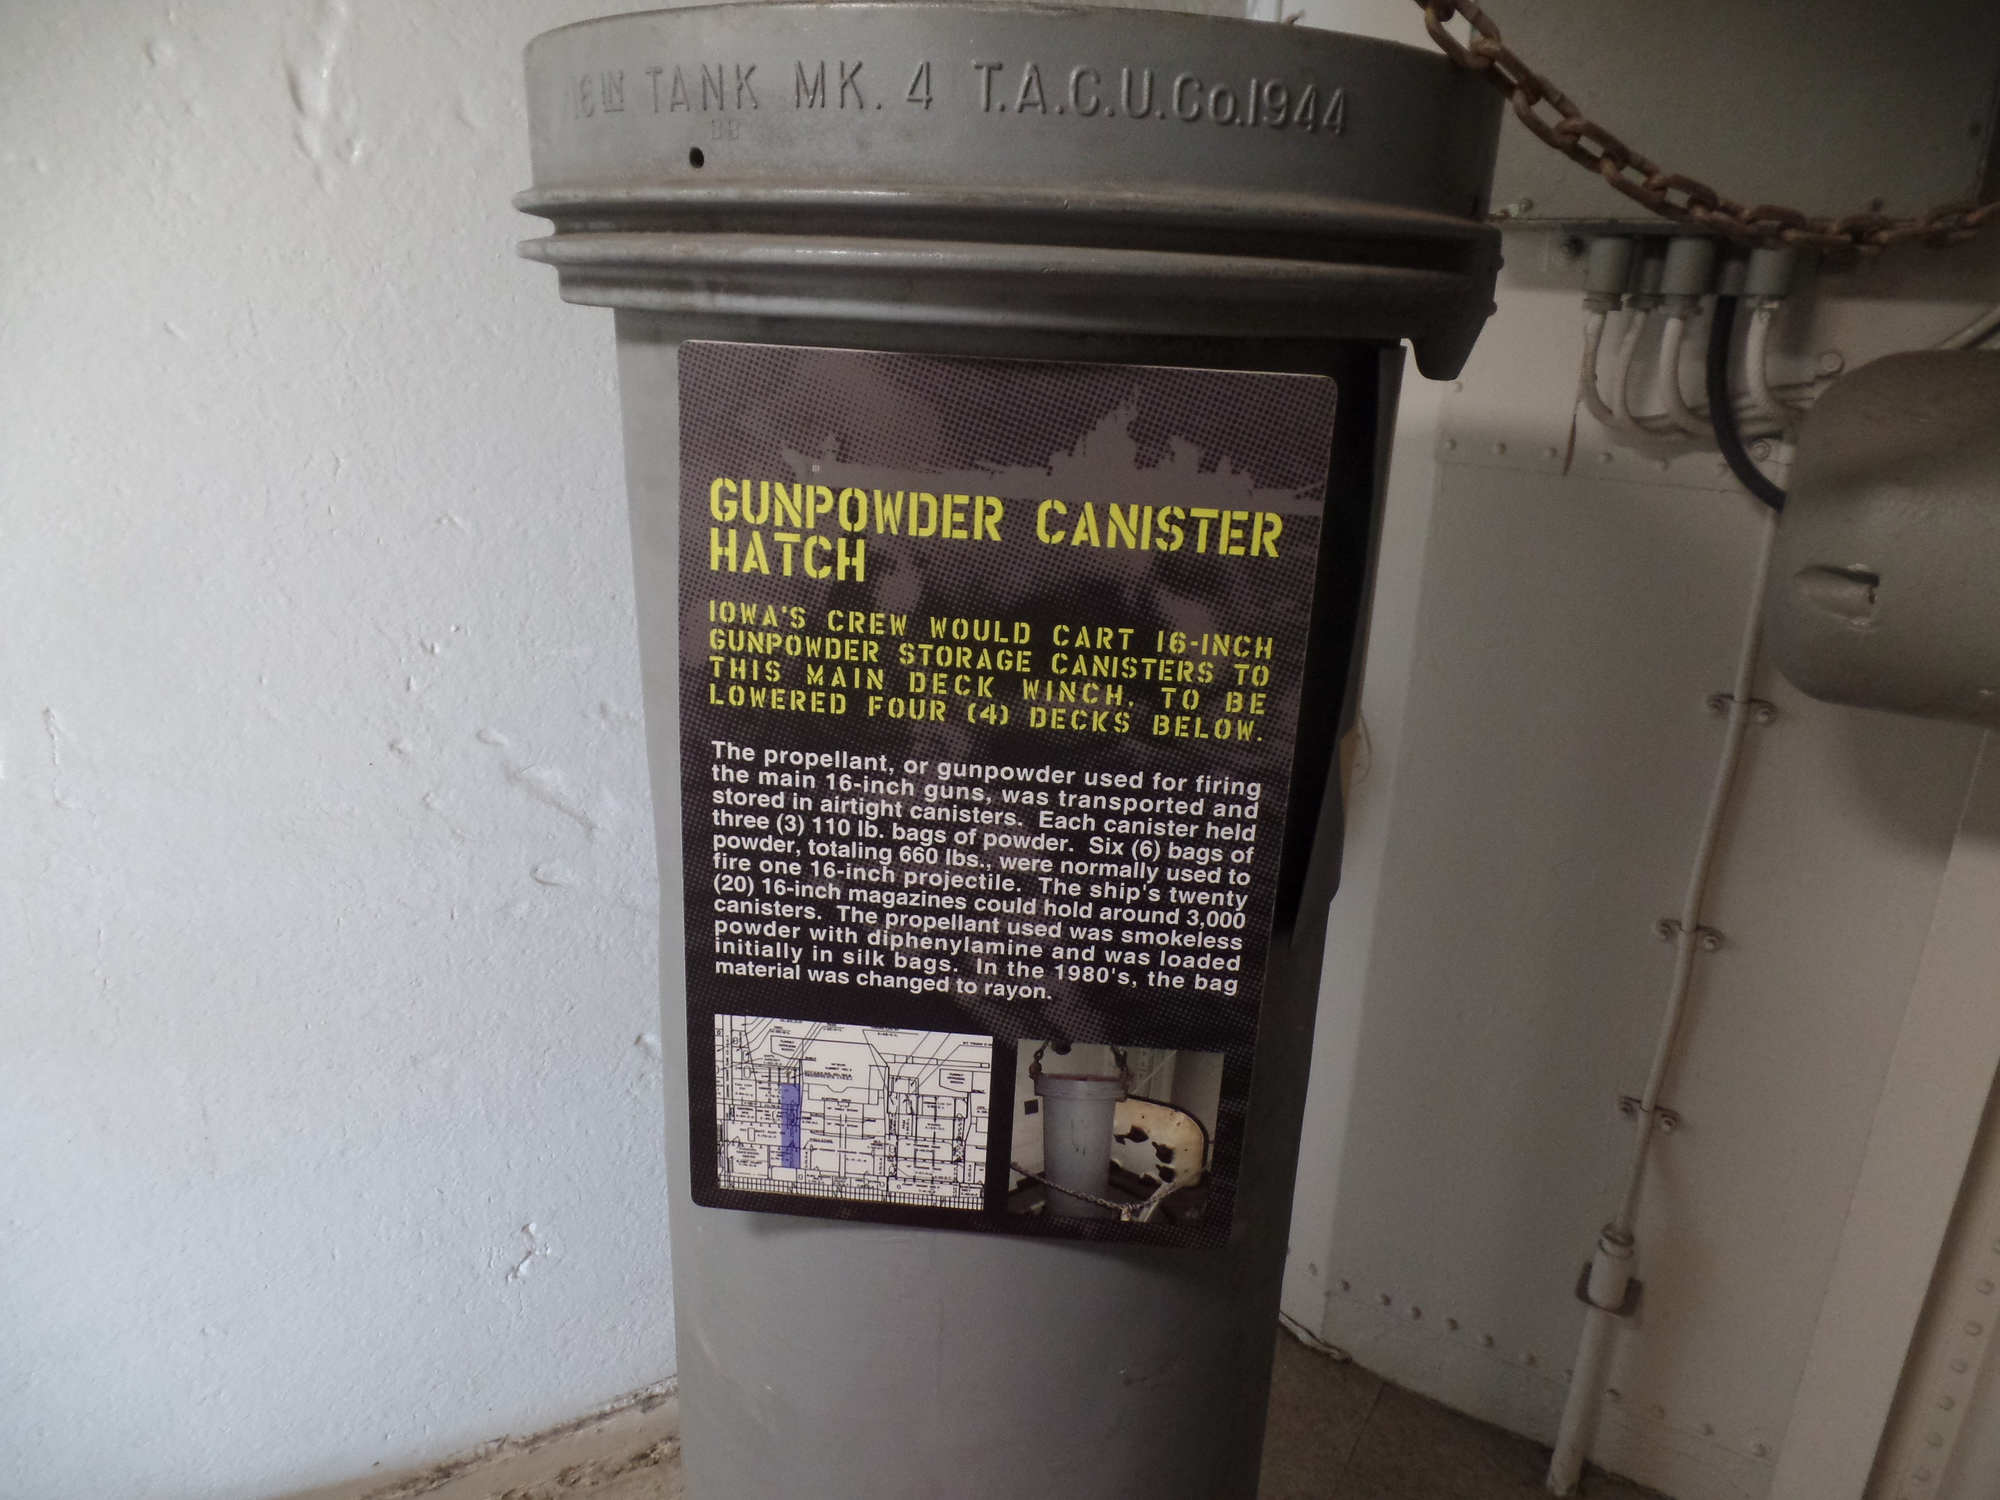 16IN TANK MK. 4 T.A.C.U.Co.1944
GUNPOWDER CANISTER
HATCH
IOWA'S CREW WOULD CART 16-INCH
GUNPOWDER STORAGE CANISTERS TO
THIS MAIN DECK WINCH, TO BE
LOWERED FOUR (4) DECKS BELOW.
The propellant, or gunpowder used for firing
the main 16-inch guns, was transported and
stored in airtight canisters. Each canister held
three (3) 110 lb. bags of powder. Six (6) bags of
powder, totaling 660 lbs., were normally used to
fire one 16-inch projectile. The ship's twenty
(20) 16-inch magazines could hold around 3,000
canisters. The propellant used was smokeless
powder with diphenylamine and was loaded
initially in silk bags. In the 1980's, the bag
material was changed to rayon.